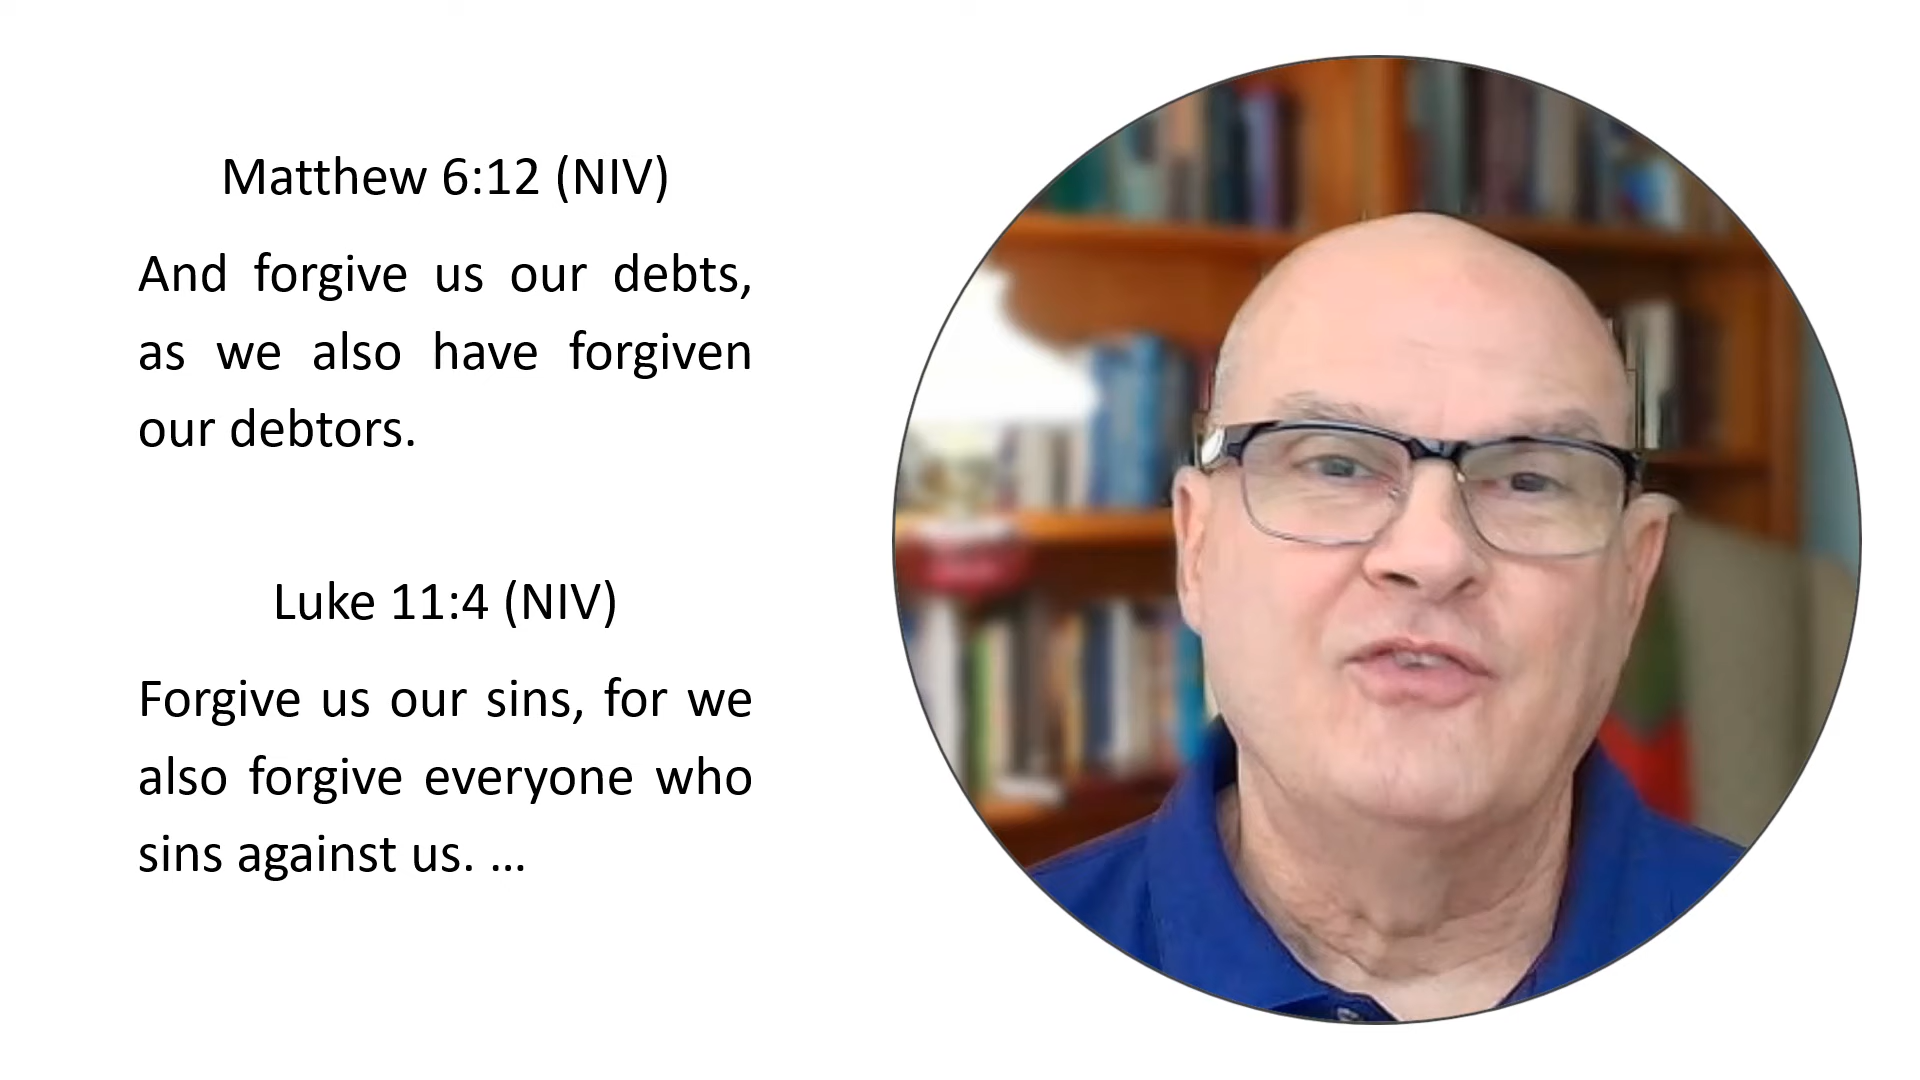 Matthew 6:12 (NIV)
And forgive us our debts,
as we also have forgiven
our debtors.
Luke 11:4 (NIV)
Forgive us our sins, for we
also forgive everyone who
sins against us. ...